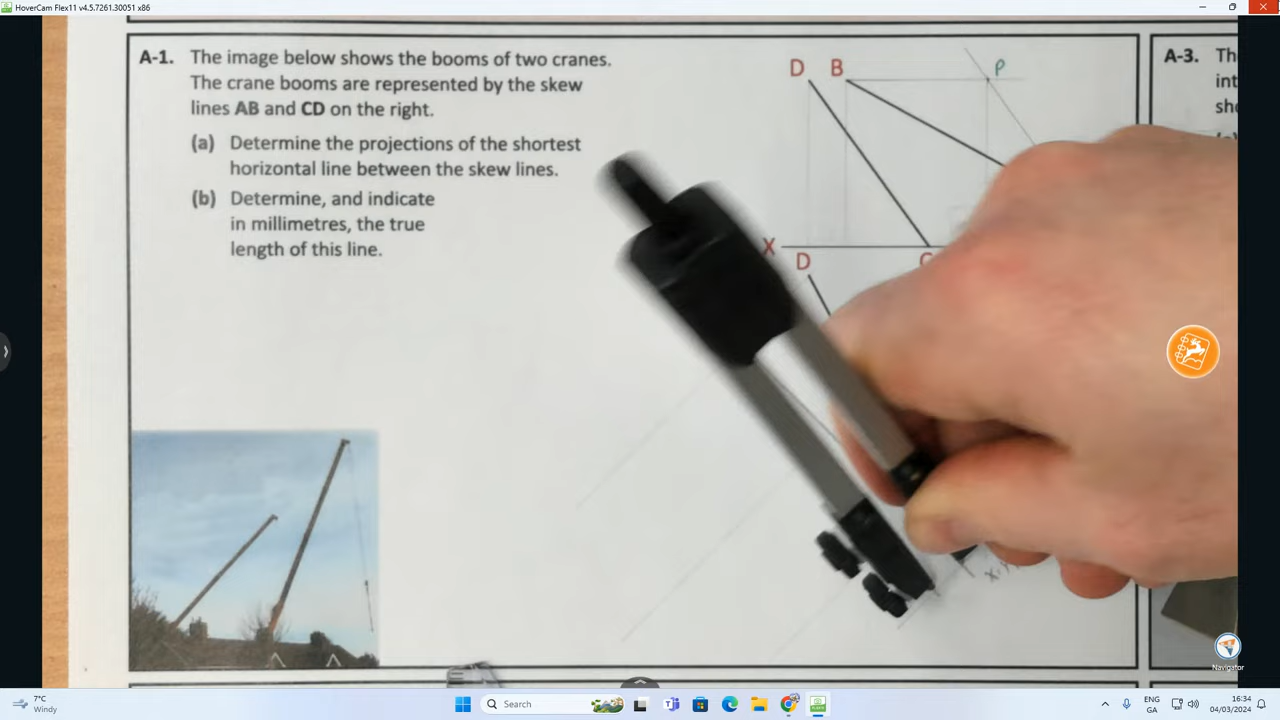 HoverCam Flex11 v4.5.7261.30051 x86
A-1. The image below shows the booms of two cranes.
The crane booms are represented by the skew
lines AB and CD on the right.
(a) Determine the projections of the shortest
horizontal line between the skew lines.
(b) Determine, and indicate
in millimetres, the true
length of this line.
D B P
X
D C
A-3. Th
int
sho
Navigator
7°C
Windy
Search
ENG
GA
16:34
04/03/2024